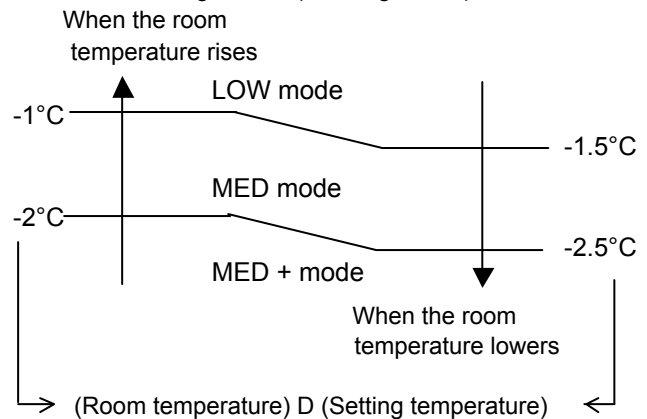 When the room
temperature rises
LOW mode
-1°C
-1.5°C
MED mode
-2°C
-2.5°C
MED + mode
When the room
temperature lowers
(Room temperature) D (Setting temperature)